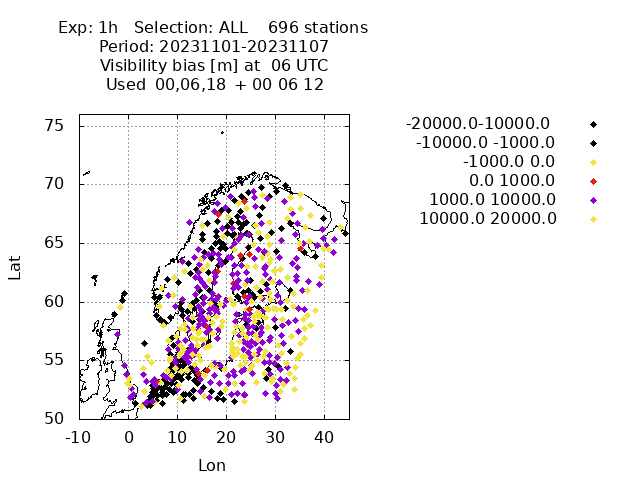 Exp: 1h   Selection: ALL    696 stations
Period: 20231101-20231107
Visibility bias [m] at  06 UTC
Used  00,06,18  + 00 06 12
-20000.0-10000.0
-10000.0 -1000.0
-1000.0 0.0
0.0 1000.0
1000.0 10000.0
10000.0 20000.0
75
70
65
60
55
50
Lat
-10 0 10 20 30 40
Lon